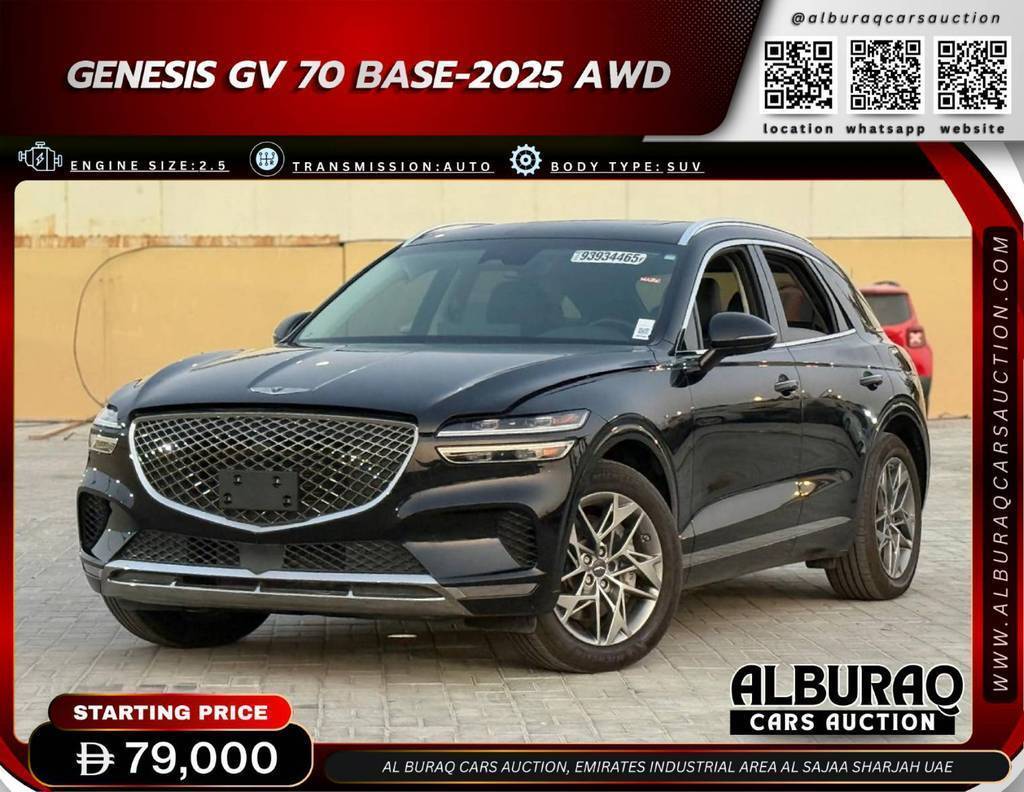 @alburaqcarsauction
GENESIS GV 70 BASE-2025 AWD
location whatsapp website
ENGINE SIZE:2.5 TRANSMISSION:AUTO BODY TYPE: SUV
93934465
WWW.ALBURAQCARSAUCTION.COM
ALBURAQ
CARS AUCTION
STARTING PRICE
79,000
AL BURAQ CARS AUCTION, EMIRATES INDUSTRIAL AREA AL SAJAA SHARJAH UAE